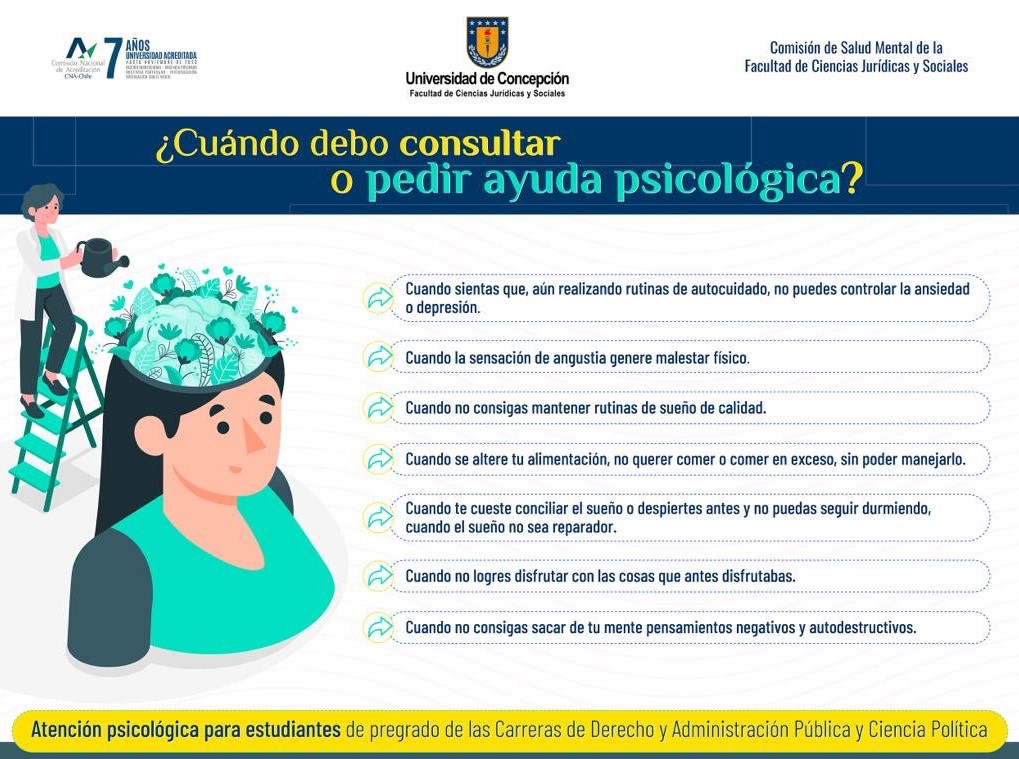 Comisión Nacional
de Acreditación
CNA-Chile
7 AÑOS
UNIVERSIDAD ACREDITADA
Universidad de Concepción
Facultad de Ciencias Jurídicas y Sociales
Comisión de Salud Mental de la
Facultad de Ciencias Jurídicas y Sociales
¿Cuándo debo consultar
o pedir ayuda psicológica?
Cuando sientas que, aún realizando rutinas de autocuidado, no puedes controlar la ansiedad
o depresión.
Cuando la sensación de angustia genere malestar físico.
Cuando no consigas mantener rutinas de sueño de calidad.
Cuando se altere tu alimentación, no querer comer o comer en exceso, sin poder manejarlo.
Cuando te cueste conciliar el sueño o despiertes antes y no puedas seguir durmiendo,
cuando el sueño no sea reparador.
Cuando no logres disfrutar con las cosas que antes disfrutabas.
Cuando no consigas sacar de tu mente pensamientos negativos y autodestructivos.
Atención psicológica para estudiantes de pregrado de las Carreras de Derecho y Administración Pública y Ciencia Política